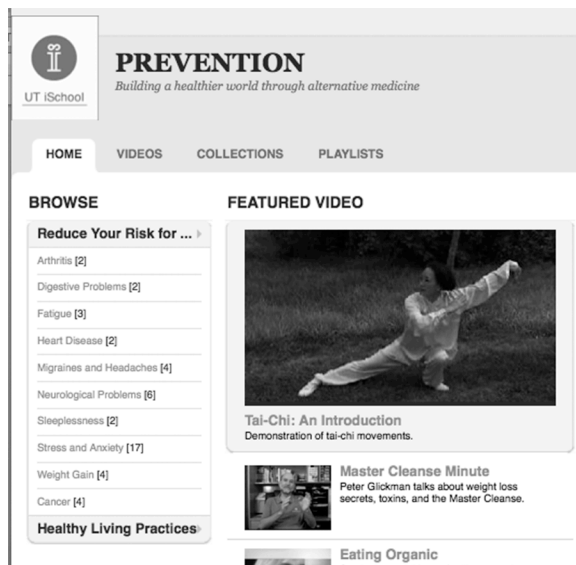 UT iSchool
PREVENTION
Building a healthier world through alternative medicine
HOME
VIDEOS
COLLECTIONS
PLAYLISTS
BROWSE
Reduce Your Risk for ...
Arthritis [2]
Digestive Problems [2]
Fatigue [3]
Heart Disease [2]
Migraines and Headaches [4]
Neurological Problems [6]
Sleeplessness [2]
Stress and Anxiety [17]
Weight Gain [4]
Cancer [4]
Healthy Living Practices
FEATURED VIDEO
Tai-Chi: An Introduction
Demonstration of tai-chi movements.
Master Cleanse Minute
Peter Glickman talks about weight loss
secrets, toxins, and the Master Cleanse.
Eating Organic